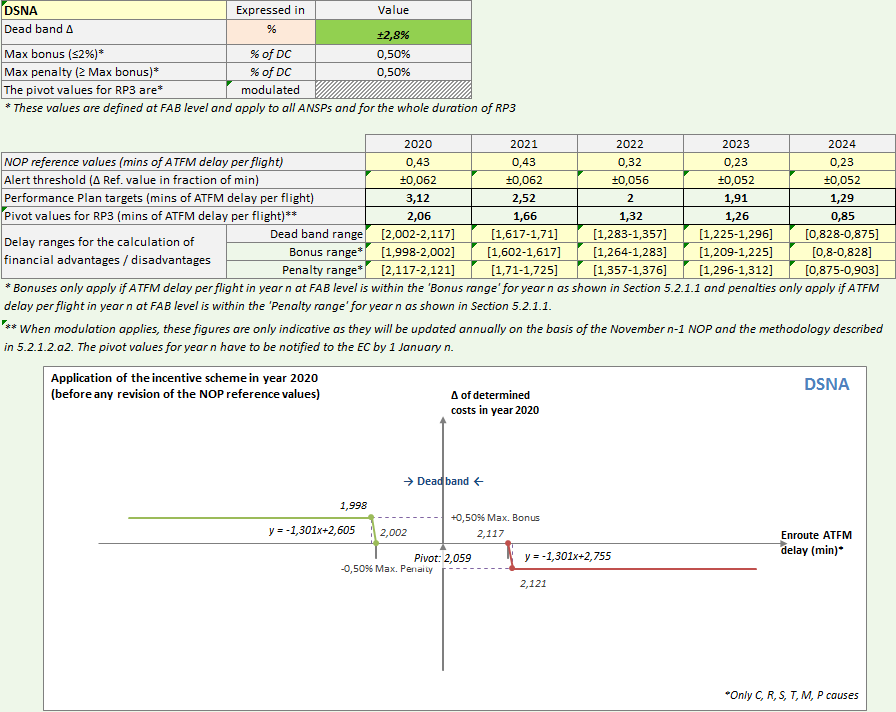 DSNA Expressed in Value
Dead band Δ % ±2,8%
Max bonus (≤2%)* % of DC 0,50%
Max penalty (≥ Max bonus)* % of DC 0,50%
The pivot values for RP3 are* modulated
* These values are defined at FAB level and apply to all ANSPs and for the whole duration of RP3
2020 2021 2022 2023 2024
NOP reference values (mins of ATFM delay per flight) 0,43 0,43 0,32 0,23 0,23
Alert threshold (Δ Ref. value in fraction of min) ±0,062 ±0,062 ±0,056 ±0,052 ±0,052
Performance Plan targets (mins of ATFM delay per flight) 3,12 2,52 2 1,91 1,29
Pivot values for RP3 (mins of ATFM delay per flight)** 2,06 1,66 1,32 1,26 0,85
Delay ranges for the calculation of
financial advantages / disadvantages
Dead band range [2,002-2,117] [1,617-1,71] [1,283-1,357] [1,225-1,296] [0,828-0,875]
Bonus range* [1,998-2,002] [1,602-1,617] [1,264-1,283] [1,209-1,225] [0,8-0,828]
Penalty range* [2,117-2,121] [1,71-1,725] [1,357-1,376] [1,296-1,312] [0,875-0,903]
* Bonuses only apply if ATFM delay per flight in year n at FAB level is within the 'Bonus range' for year n as shown in Section 5.2.1.1 and penalties only apply if ATFM
delay per flight in year n at FAB level is within the 'Penalty range' for year n as shown in Section 5.2.1.1.
** When modulation applies, these figures are only indicative as they will be updated annually on the basis of the November n-1 NOP and the methodology described
in 5.2.1.2.a2. The pivot values for year n have to be notified to the EC by 1 January n.
Application of the incentive scheme in year 2020
(before any revision of the NOP reference values)
DSNA
Δ of determined
costs in year 2020
→ Dead band ←
1,998
+0,50% Max. Bonus
y = -1,301x+2,605
2,002
2,117
Enroute ATFM
delay (min)*
Pivot: 2,059
y = -1,301x+2,755
-0,50% Max. Penalty
2,121
*Only C, R, S, T, M, P causes